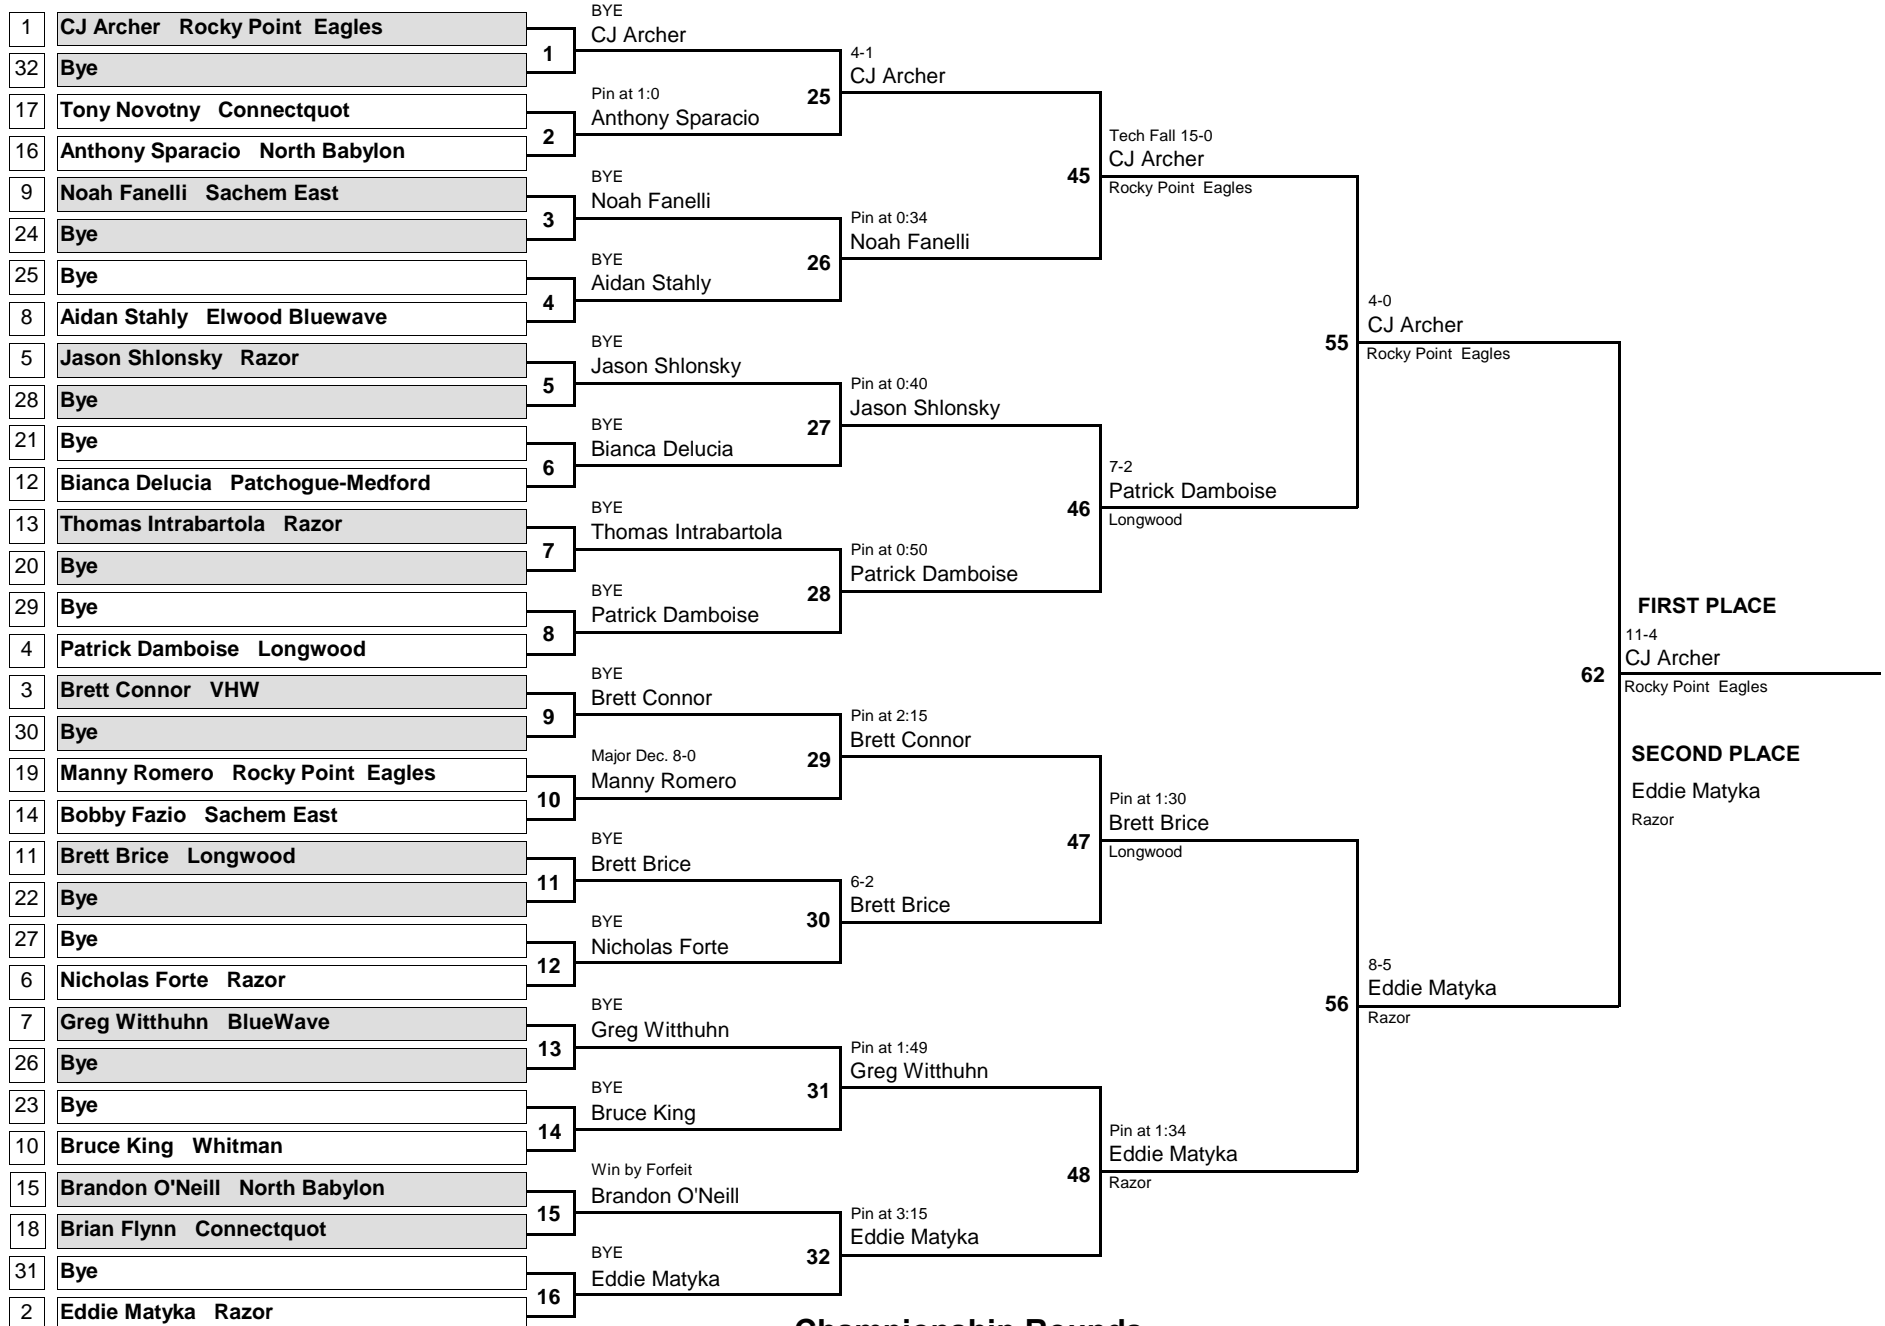 1 CJ Archer Rocky Point Eagles
32 Bye
17 Tony Novotny Connectquot
16 Anthony Sparacio North Babylon
9 Noah Fanelli Sachem East
24 Bye
25 Bye
8 Aidan Stahly Elwood Bluewave
5 Jason Shlonsky Razor
28 Bye
21 Bye
12 Bianca Delucia Patchogue-Medford
13 Thomas Intrabartola Razor
20 Bye
29 Bye
4 Patrick Damboise Longwood
3 Brett Connor VHW
30 Bye
19 Manny Romero Rocky Point Eagles
14 Bobby Fazio Sachem East
11 Brett Brice Longwood
22 Bye
27 Bye
6 Nicholas Forte Razor
7 Greg Witthuhn BlueWave
26 Bye
23 Bye
10 Bruce King Whitman
15 Brandon O'Neill North Babylon
18 Brian Flynn Connectquot
31 Bye
2 Eddie Matyka Razor
1
2
3
4
5
6
7
8
9
10
11
12
13
14
15
16
BYE
CJ Archer
Pin at 1:0
Anthony Sparacio
BYE
Noah Fanelli
BYE
Aidan Stahly
BYE
Jason Shlonsky
BYE
Bianca Delucia
BYE
Thomas Intrabartola
BYE
Patrick Damboise
BYE
Brett Connor
Major Dec. 8-0
Manny Romero
BYE
Brett Brice
BYE
Nicholas Forte
BYE
Greg Witthuhn
BYE
Bruce King
Win by Forfeit
Brandon O'Neill
BYE
Eddie Matyka
25
26
27
28
29
30
31
32
4-1
CJ Archer
Pin at 0:34
Noah Fanelli
Pin at 0:40
Jason Shlonsky
Pin at 0:50
Patrick Damboise
Pin at 2:15
Brett Connor
6-2
Brett Brice
Pin at 1:49
Greg Witthuhn
Pin at 3:15
Eddie Matyka
45
46
47
48
Tech Fall 15-0
CJ Archer
Rocky Point Eagles
7-2
Patrick Damboise
Longwood
Pin at 1:30
Brett Brice
Longwood
Pin at 1:34
Eddie Matyka
Razor
55
56
4-0
CJ Archer
Rocky Point Eagles
8-5
Eddie Matyka
Razor
62
FIRST PLACE
11-4
CJ Archer
Rocky Point Eagles
SECOND PLACE
Eddie Matyka
Razor
Championship Rounds